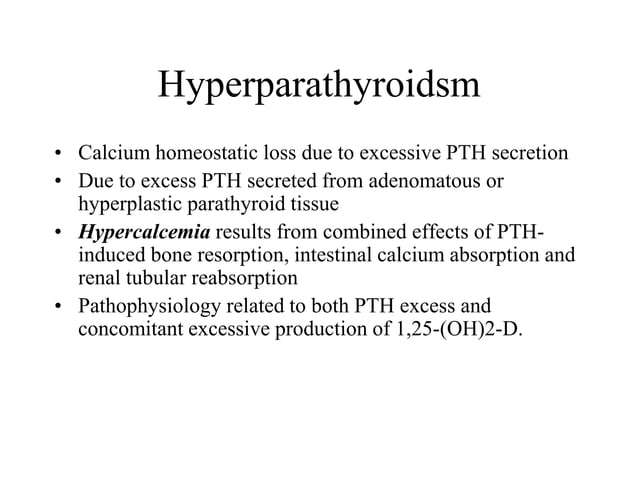 Hyperparathyroidsm
• Calcium homeostatic loss due to excessive PTH secretion
• Due to excess PTH secreted from adenomatous or
hyperplastic parathyroid tissue
• Hypercalcemia results from combined effects of PTH-
induced bone resorption, intestinal calcium absorption and
renal tubular reabsorption
• Pathophysiology related to both PTH excess and
concomitant excessive production of 1,25-(OH)2-D.